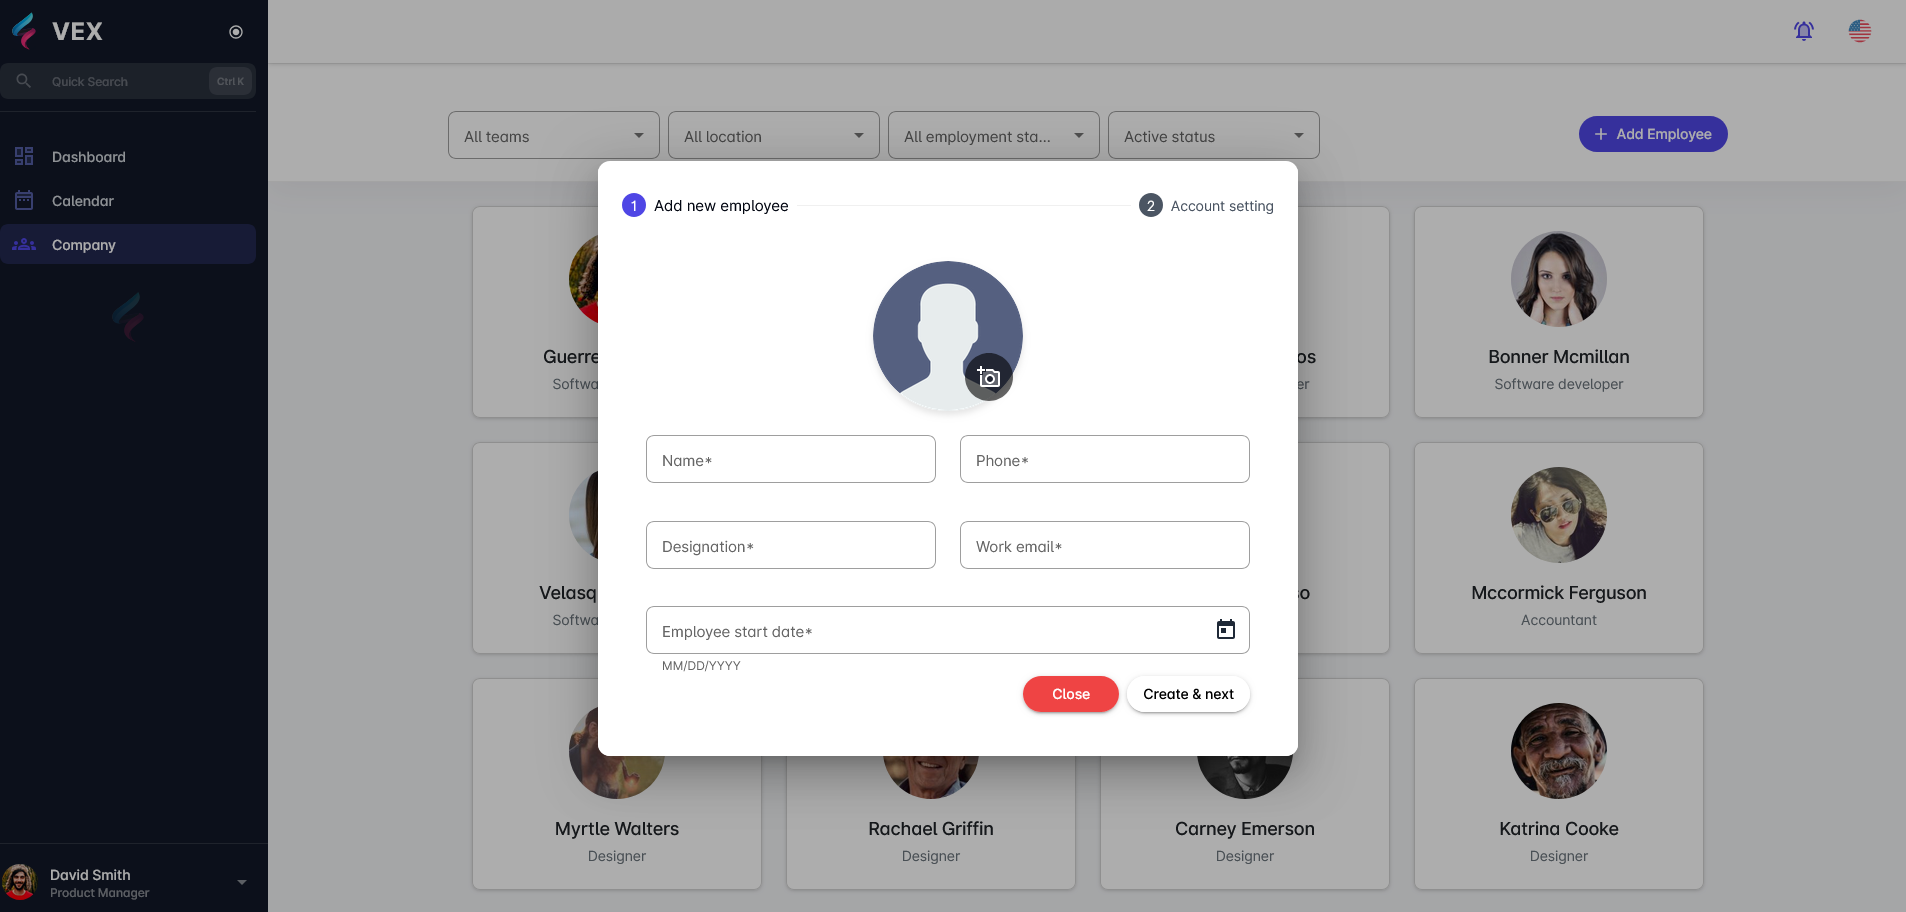 VEX
Quick Search
Ctrl K
Dashboard
Calendar
Company
David Smith
Product Manager
All teams
All location
All employment sta...
Active status
Add Employee
1 Add new employee
2 Account setting
Name*
Phone*
Designation*
Work email*
Employee start date*
MM/DD/YYYY
Close
Create & next
Guerre
Softwa
os
er
Bonner Mcmillan
Software developer
Velasq
Softwa
so
Mccormick Ferguson
Accountant
Myrtle Walters
Designer
Rachael Griffin
Designer
Carney Emerson
Designer
Katrina Cooke
Designer